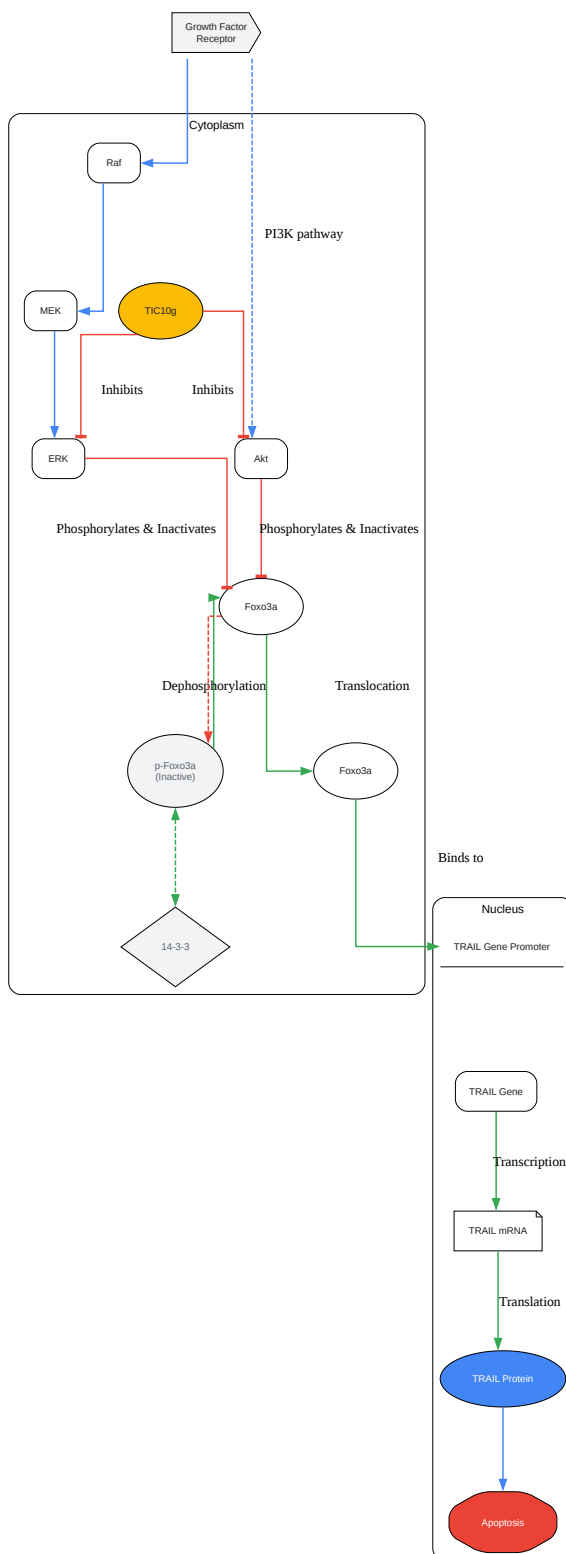 Growth Factor
Receptor
Cytoplasm
Raf
PI3K pathway
MEK
TIC10g
Inhibits
Inhibits
ERK
Akt
Phosphorylates & Inactivates
Phosphorylates & Inactivates
Foxo3a
Dephosphorylation
Translocation
p-Foxo3a
(Inactive)
Foxo3a
Binds to
Nucleus
14-3-3
TRAIL Gene Promoter
TRAIL Gene
Transcription
TRAIL mRNA
Translation
TRAIL Protein
Apoptosis